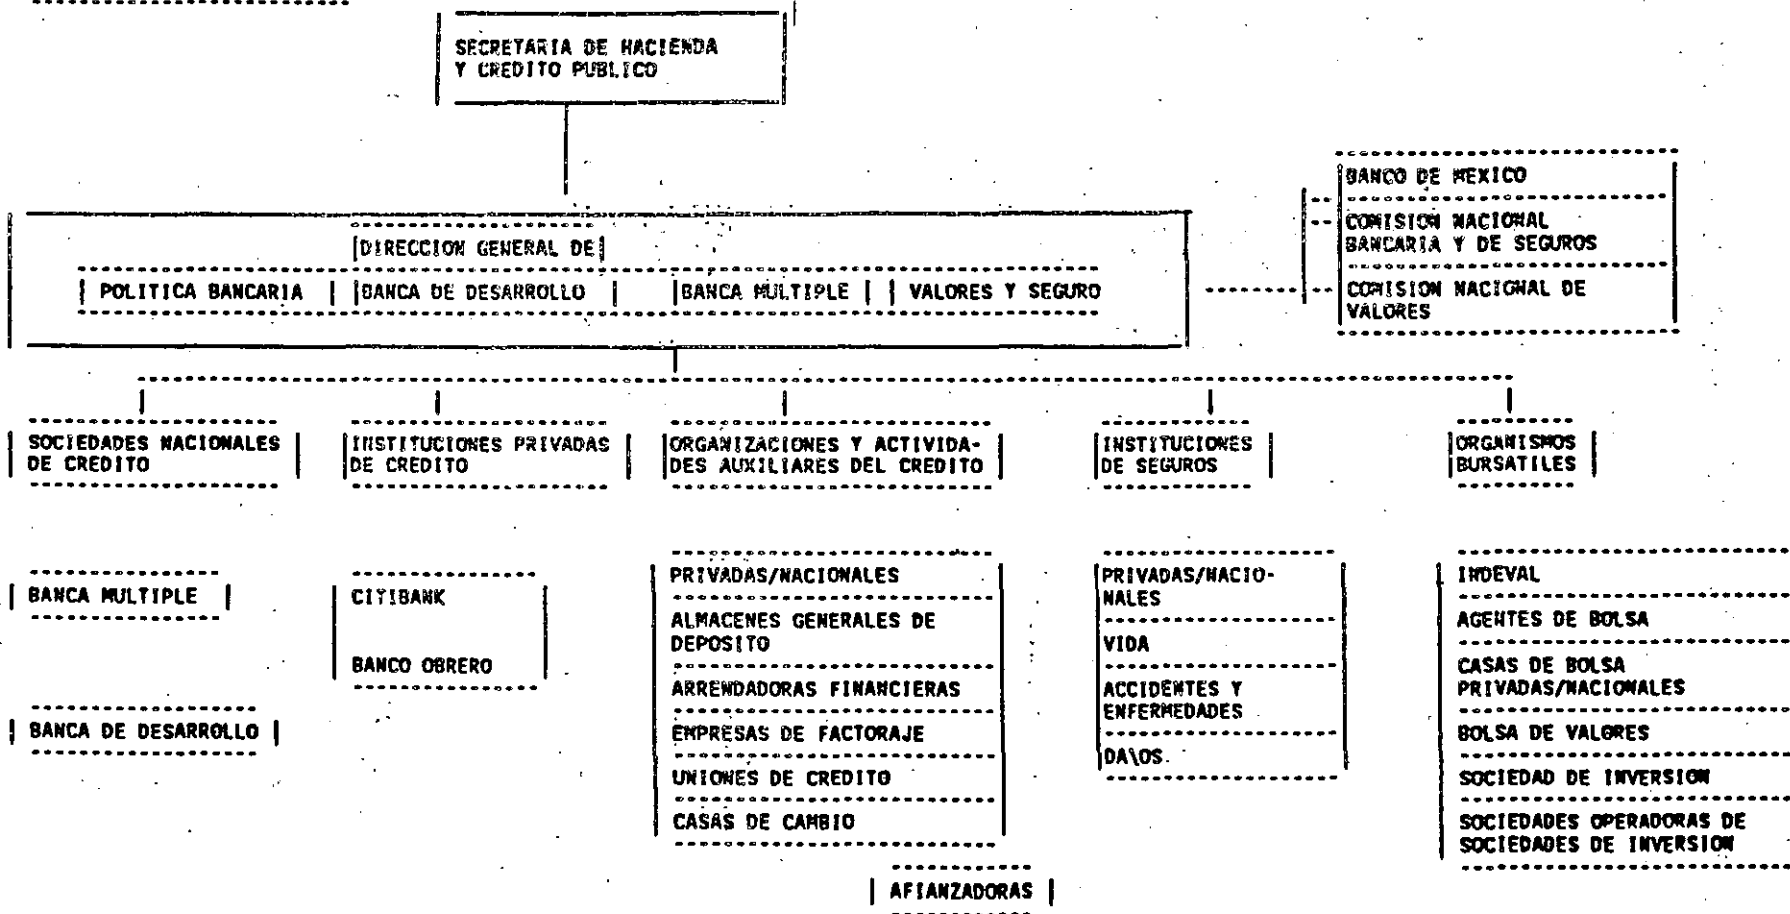 SECRETARIA DE HACIENDA
Y CREDITO PUBLICO
BANCO DE MEXICO
COMISION NACIONAL
BANCARIA Y DE SEGUROS
COMISION NACIONAL DE
VALORES
DIRECCION GENERAL DE
POLITICA BANCARIA
BANCA DE DESARROLLO
BANCA MULTIPLE
VALORES Y SEGURO
SOCIEDADES NACIONALES
DE CREDITO
INSTITUCIONES PRIVADAS
DE CREDITO
ORGANIZACIONES Y ACTIVIDA-
DES AUXILIARES DEL CREDITO
INSTITUCIONES
DE SEGUROS
ORGANISMOS
BURSATILES
BANCA MULTIPLE
BANCA DE DESARROLLO
CITIBANK
BANCO OBRERO
PRIVADAS/NACIONALES
ALMACENES GENERALES DE
DEPOSITO
ARRENDADORAS FINANCIERAS
EMPRESAS DE FACTORAJE
UNIONES DE CREDITO
CASAS DE CAMBIO
PRIVADAS/NACIO-
NALES
VIDA
ACCIDENTES Y
ENFERMEDADES
DA\OS
INDEVAL
AGENTES DE BOLSA
CASAS DE BOLSA
PRIVADAS/NACIONALES
BOLSA DE VALORES
SOCIEDAD DE INVERSION
SOCIEDADES OPERADORAS DE
SOCIEDADES DE INVERSION
AFIANZADORAS